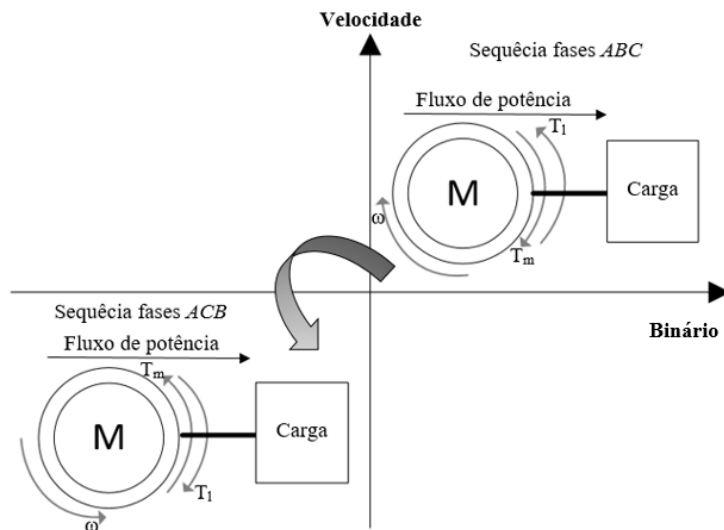 Velocidade
Sequêcia fases ABC
Fluxo de potência
T1
M
Carga
ω
Tm
Binário
Sequêcia fases ACB
Fluxo de potência
Tm
M
Carga
T1
ω